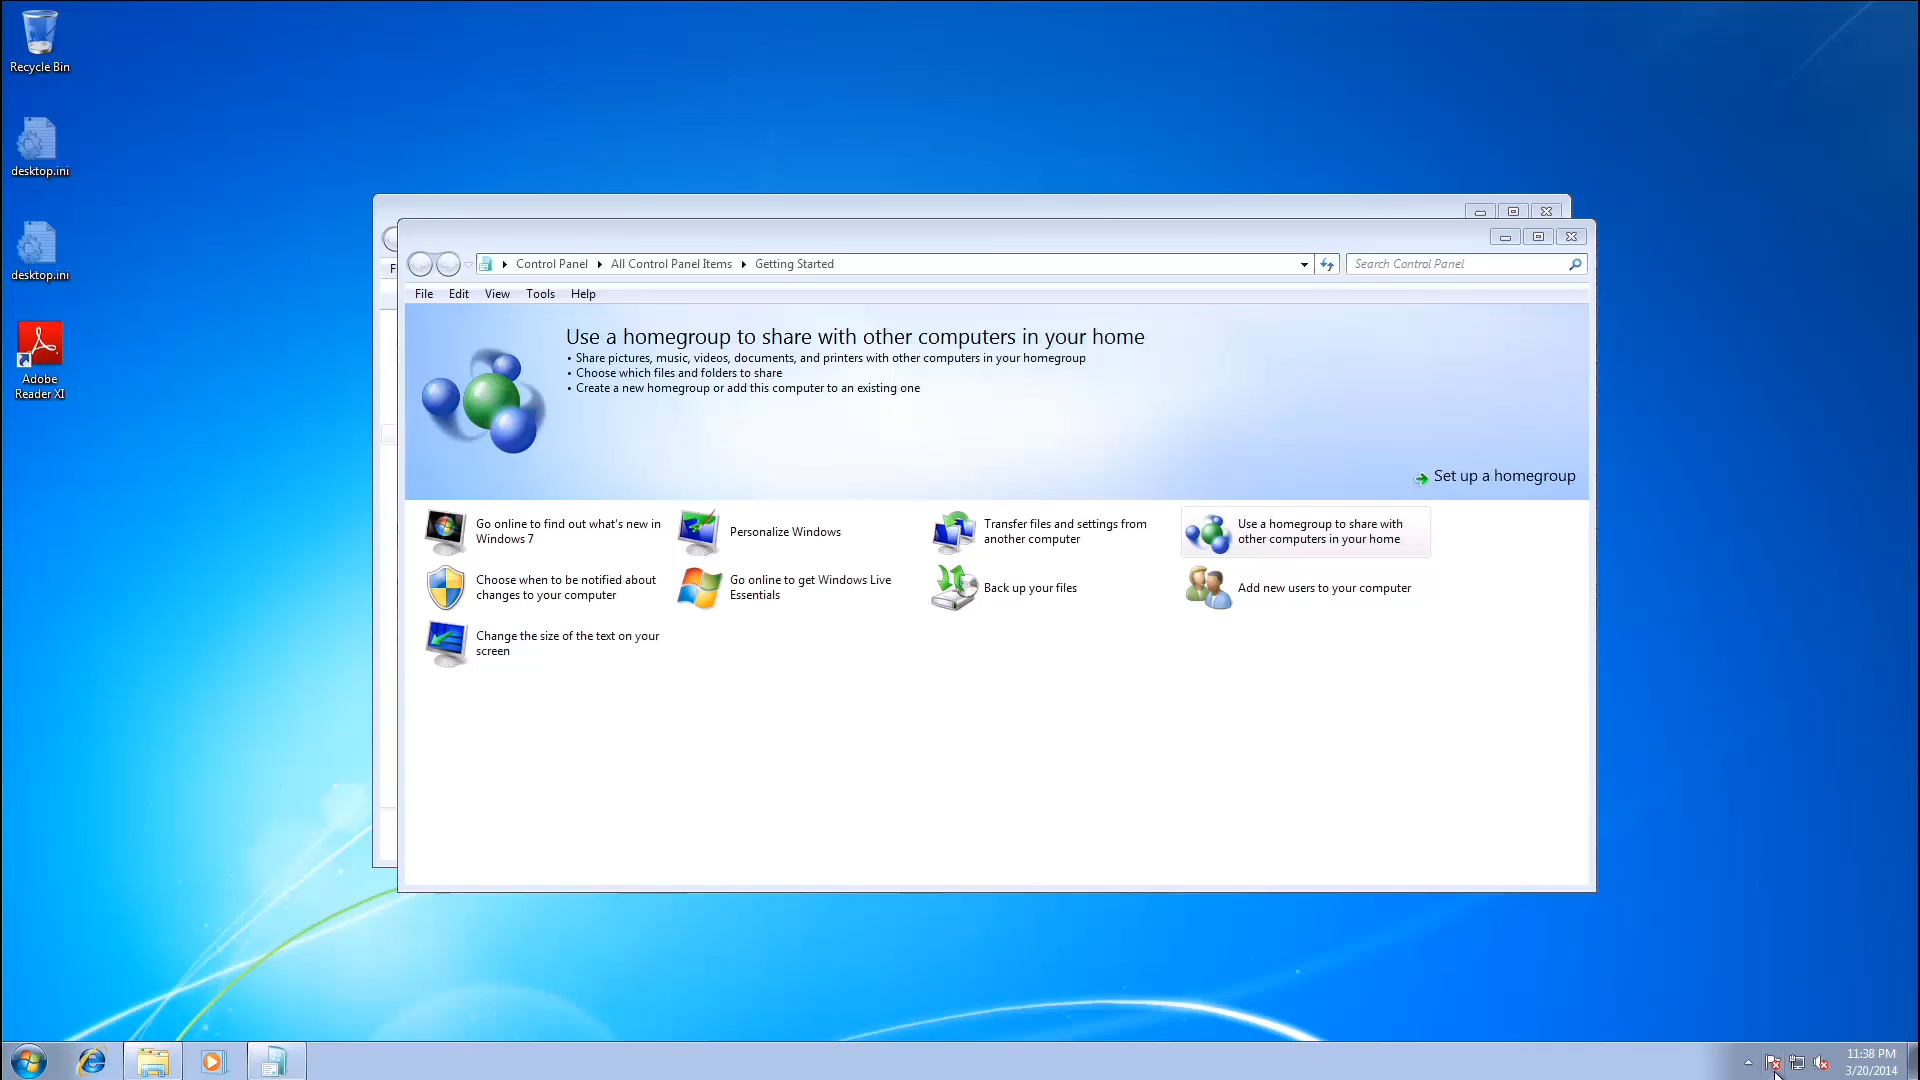 Recycle Bin
desktop.ini
desktop.ini
Adobe
Reader XI
F
Control Panel
All Control Panel Items
Getting Started
Search Control Panel
File
Edit
View
Tools
Help
Use a homegroup to share with other computers in your home
• Share pictures, music, videos, documents, and printers with other computers in your homegroup
• Choose which files and folders to share
• Create a new homegroup or add this computer to an existing one
Set up a homegroup
Go online to find out what's new in
Windows 7
Personalize Windows
Transfer files and settings from
another computer
Use a homegroup to share with
other computers in your home
Choose when to be notified about
changes to your computer
Go online to get Windows Live
Essentials
Back up your files
Add new users to your computer
Change the size of the text on your
screen
11:38 PM
3/20/2014